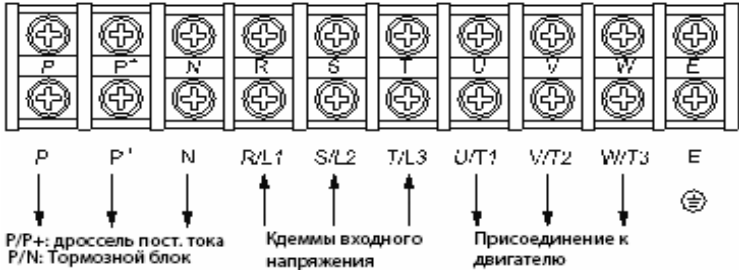 P P+ N R S T U V W E
P P+ N R/L1 S/L2 T/L3 U/T1 V/T2 W/T3 E
P/P+: дроссель пост. тока
P/N: Тормозной блок
Кдеммы входного
напряжения
Присоединение к
двигателю